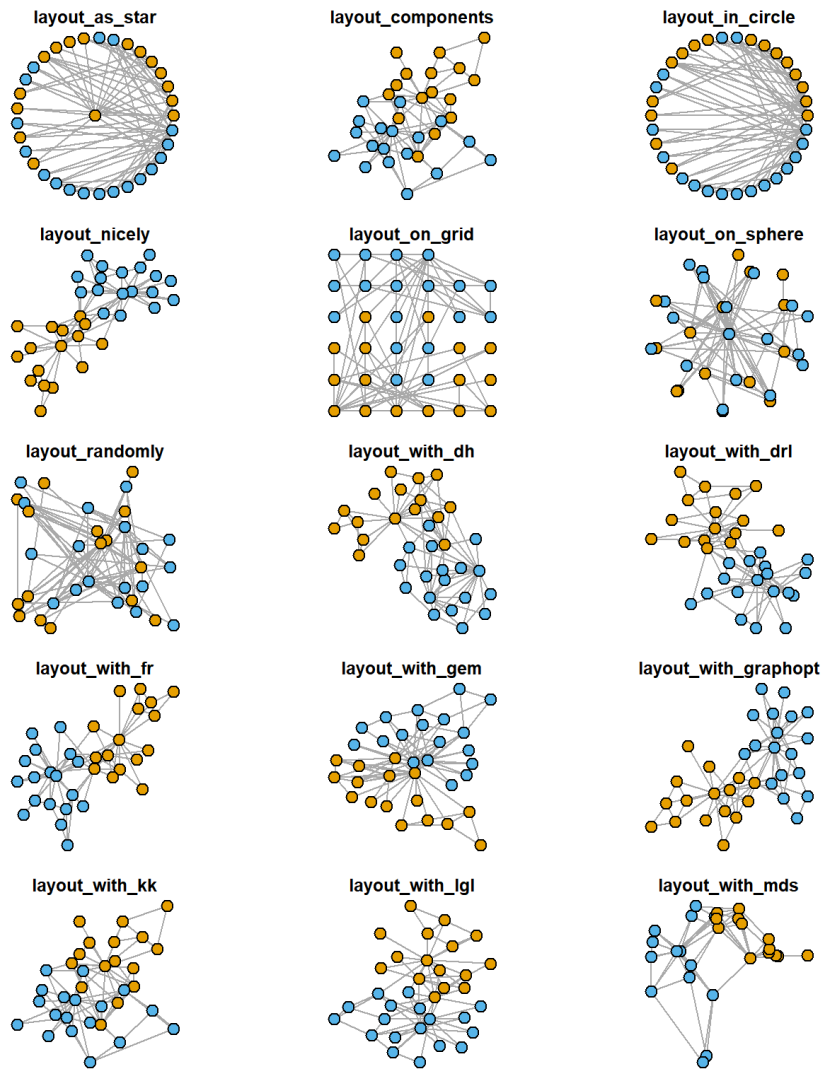 layout_as_star
layout_components
layout_in_circle
layout_nicely
layout_on_grid
layout_on_sphere
layout_randomly
layout_with_dh
layout_with_drl
layout_with_fr
layout_with_gem
layout_with_graphopt
layout_with_kk
layout_with_lgl
layout_with_mds